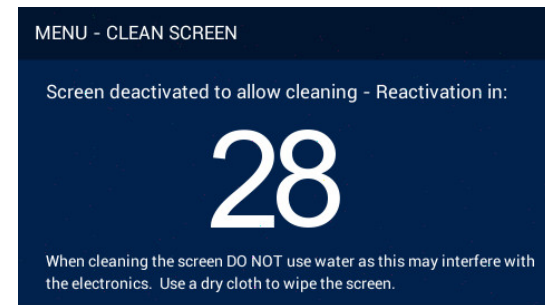 MENU - CLEAN SCREEN
Screen deactivated to allow cleaning - Reactivation in:
28
When cleaning the screen DO NOT use water as this may interfere with
the electronics. Use a dry cloth to wipe the screen.